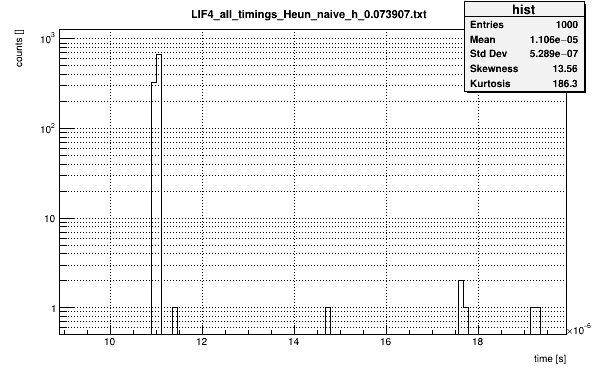 LIF4_all_timings_Heun_naive_h_0.073907.txt
hist
Entries 1000
Mean 1.106e−05
Std Dev 5.289e−07
Skewness 13.56
Kurtosis 186.3
counts []
10³
10²
10
1
10 12 14 16 18
×10⁻⁶
time [s]